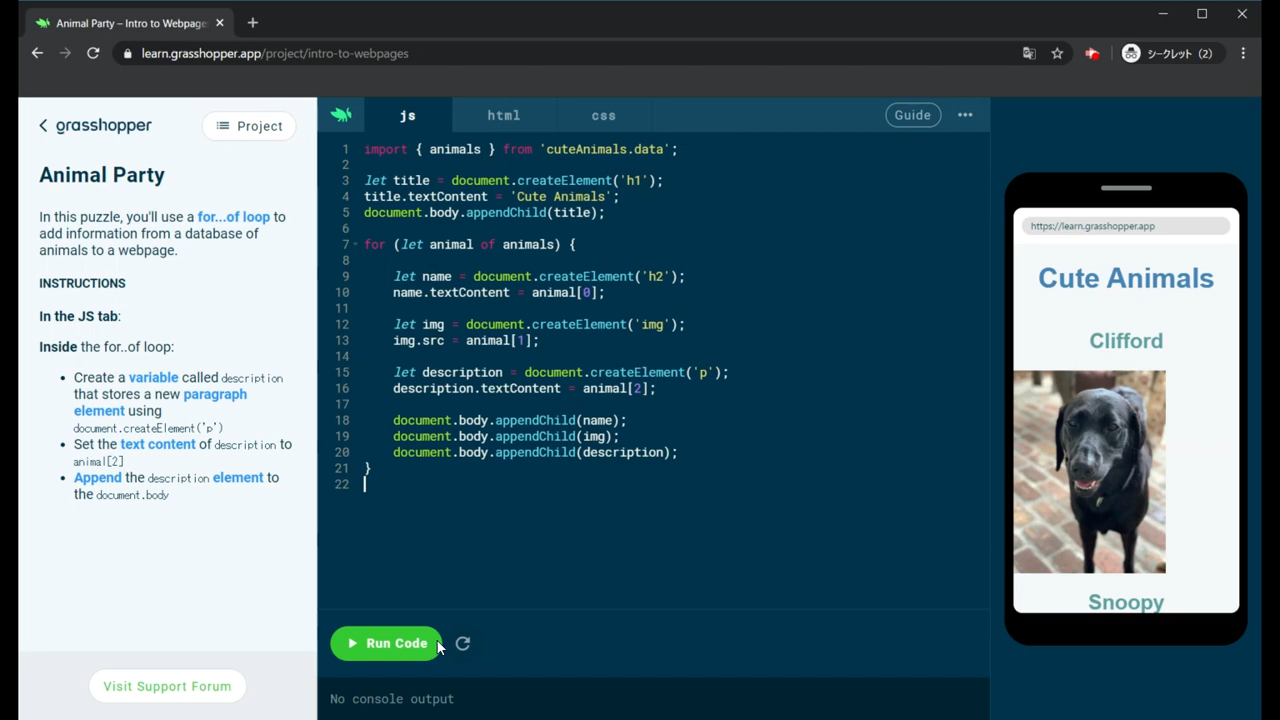 Animal Party – Intro to Webpage
learn.grasshopper.app/project/intro-to-webpages
シークレット (2)
grasshopper
Project
Animal Party
In this puzzle, you'll use a for...of loop to
add information from a database of
animals to a webpage.
INSTRUCTIONS
In the JS tab:
Inside the for..of loop:
• Create a variable called description
that stores a new paragraph
element using
document.createElement('p')
• Set the text content of description to
animal[2]
• Append the description element to
the document.body
Visit Support Forum
js html css
Guide
1 import { animals } from 'cuteAnimals.data';
2
3 let title = document.createElement('h1');
4 title.textContent = 'Cute Animals';
5 document.body.appendChild(title);
6
7 for (let animal of animals) {
8
9 let name = document.createElement('h2');
10 name.textContent = animal[0];
11
12 let img = document.createElement('img');
13 img.src = animal[1];
14
15 let description = document.createElement('p');
16 description.textContent = animal[2];
17
18 document.body.appendChild(name);
19 document.body.appendChild(img);
20 document.body.appendChild(description);
21 }
22
Run Code
No console output
https://learn.grasshopper.app
Cute Animals
Clifford
Snoopy